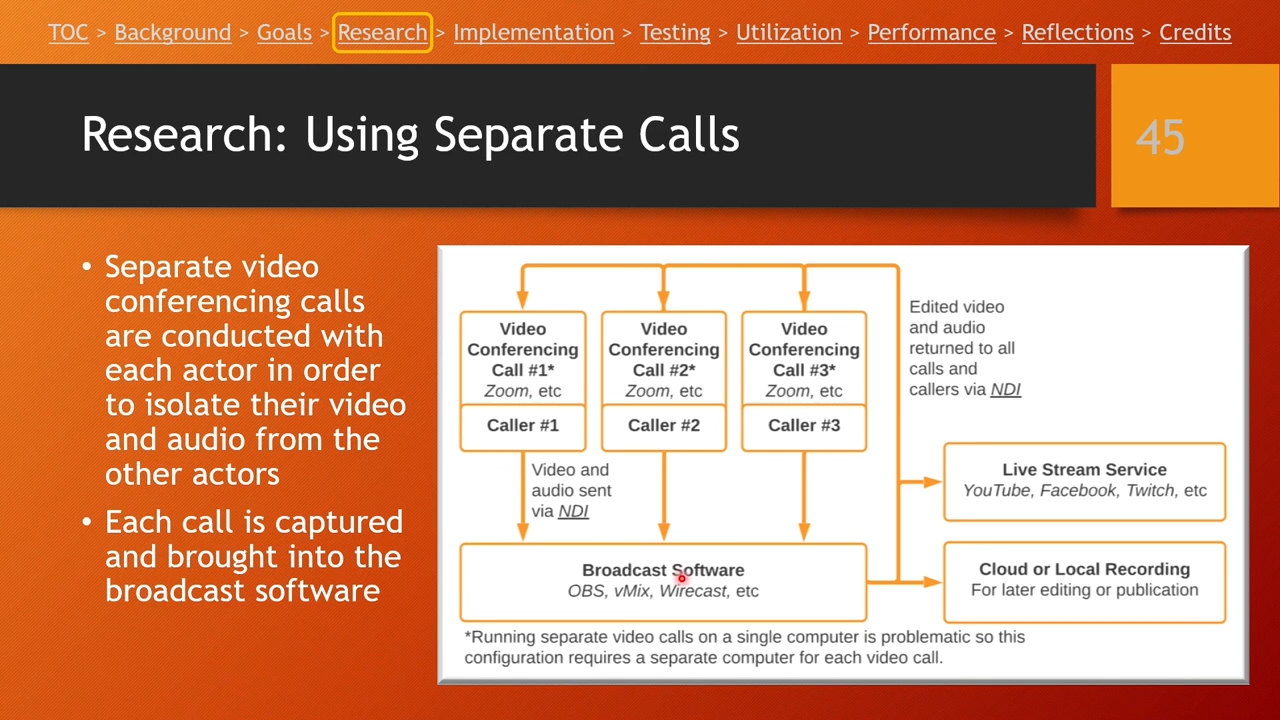 TOC > Background > Goals > Research > Implementation > Testing > Utilization > Performance > Reflections > Credits
Research: Using Separate Calls
45
• Separate video
conferencing calls
are conducted with
each actor in order
to isolate their video
and audio from the
other actors
• Each call is captured
and brought into the
broadcast software
Video
Conferencing
Call #1*
Zoom, etc
Caller #1
Video
Conferencing
Call #2*
Zoom, etc
Caller #2
Video
Conferencing
Call #3*
Zoom, etc
Caller #3
Edited video
and audio
returned to all
calls and
callers via NDI
Video and
audio sent
via NDI
Live Stream Service
YouTube, Facebook, Twitch, etc
Broadcast Software
OBS, vMix, Wirecast, etc
Cloud or Local Recording
For later editing or publication
*Running separate video calls on a single computer is problematic so this
configuration requires a separate computer for each video call.